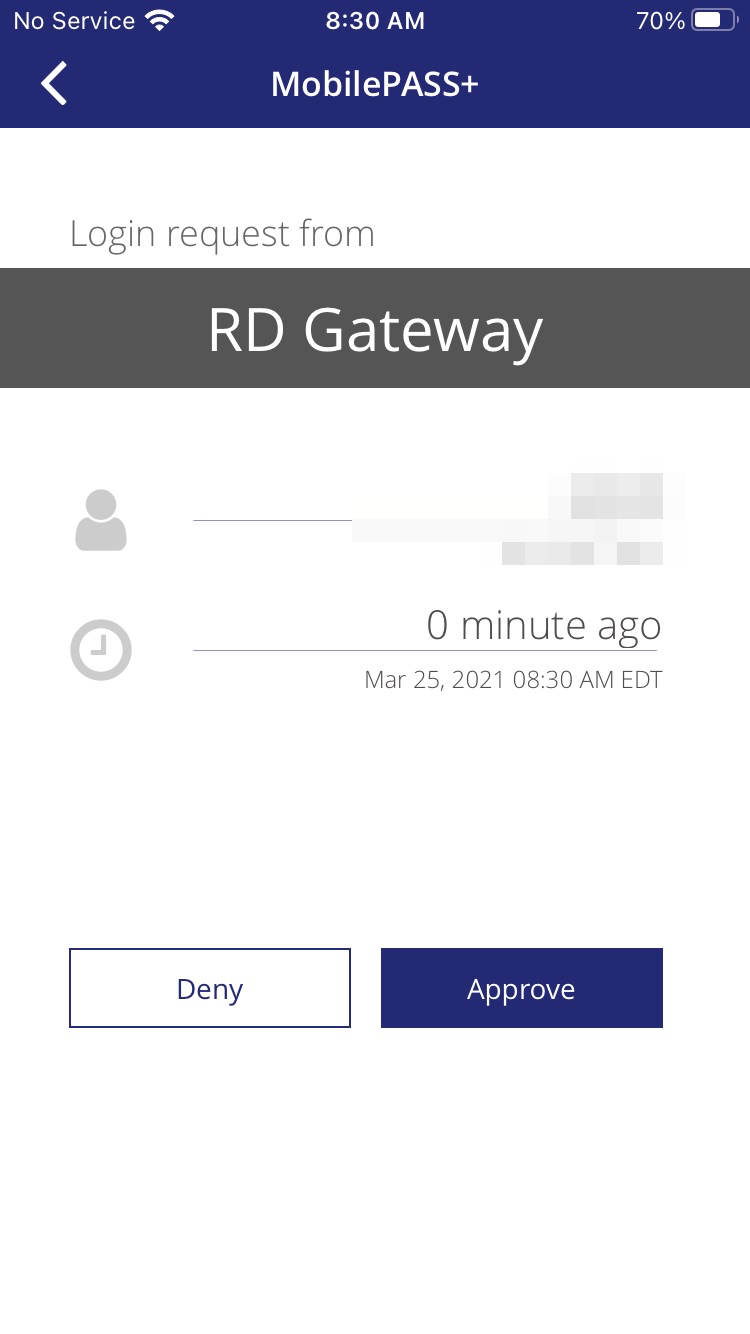 No Service 8:30 AM 70%
MobilePASS+
Login request from
RD Gateway
0 minute ago
Mar 25, 2021 08:30 AM EDT
Deny Approve